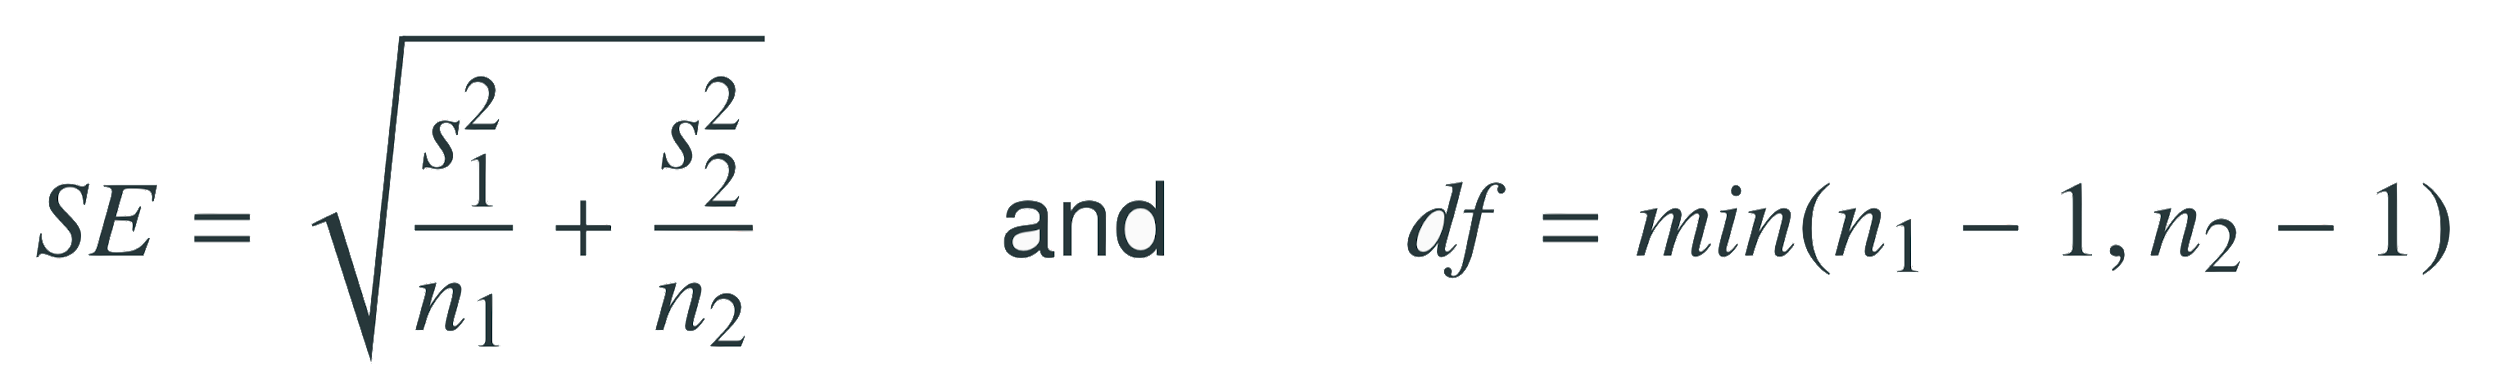 SE = √(s₁²/n₁ + s₂²/n₂) and df = min(n₁ − 1, n₂ − 1)